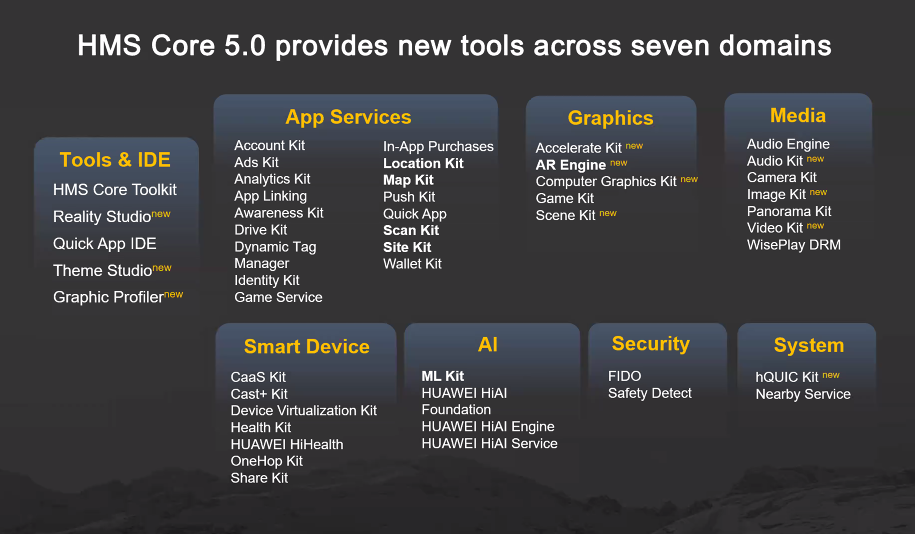 HMS Core 5.0 provides new tools across seven domains
Tools & IDE
HMS Core Toolkit
Reality Studio new
Quick App IDE
Theme Studio new
Graphic Profiler new
App Services
Account Kit
Ads Kit
Analytics Kit
App Linking
Awareness Kit
Drive Kit
Dynamic Tag
Manager
Identity Kit
Game Service
In-App Purchases
Location Kit
Map Kit
Push Kit
Quick App
Scan Kit
Site Kit
Wallet Kit
Graphics
Accelerate Kit new
AR Engine new
Computer Graphics Kit new
Game Kit
Scene Kit new
Media
Audio Engine
Audio Kit new
Camera Kit
Image Kit new
Panorama Kit
Video Kit new
WisePlay DRM
Smart Device
CaaS Kit
Cast+ Kit
Device Virtualization Kit
Health Kit
HUAWEI HiHealth
OneHop Kit
Share Kit
AI
ML Kit
HUAWEI HiAI
Foundation
HUAWEI HiAI Engine
HUAWEI HiAI Service
Security
FIDO
Safety Detect
System
hQUIC Kit new
Nearby Service